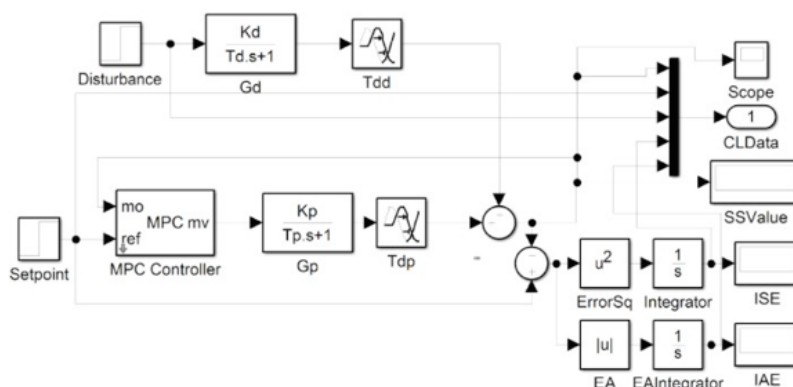 Kd
Td.s+1
Disturbance
Gd
Tdd
Scope
1
CLData
mo
MPC mv
ref
Kp
Tp.s+1
SSValue
Setpoint
MPC Controller
Gp
Tdp
u2
1
s
ErrorSq
Integrator
ISE
|u|
1
s
EA
EAIntegrator
IAE